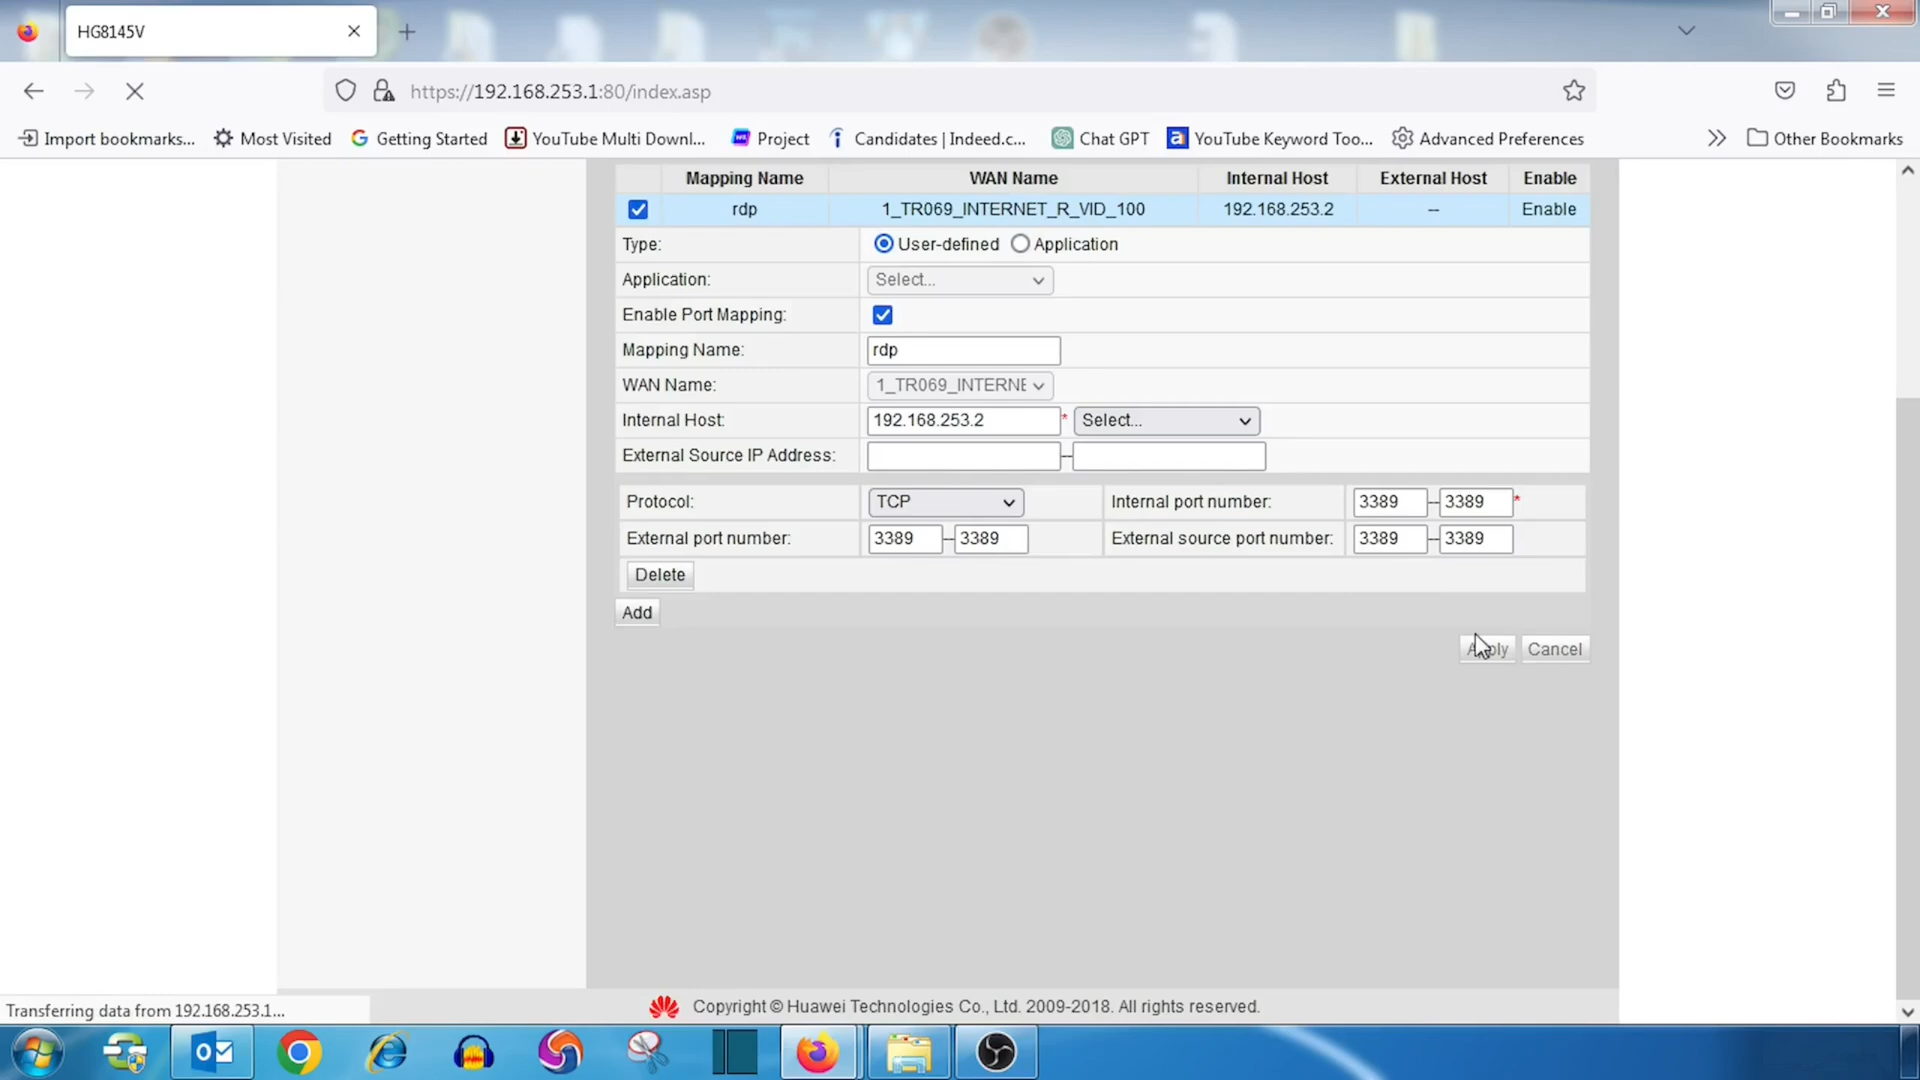 HG8145V
https://192.168.253.1:80/index.asp
Import bookmarks... Most Visited Getting Started YouTube Multi Downl... Project Candidates | Indeed.c... Chat GPT YouTube Keyword Too... Advanced Preferences Other Bookmarks
Mapping Name WAN Name Internal Host External Host Enable
rdp 1_TR069_INTERNET_R_VID_100 192.168.253.2 -- Enable
Type: User-defined Application
Application: Select...
Enable Port Mapping:
Mapping Name: rdp
WAN Name: 1_TR069_INTERNE
Internal Host: 192.168.253.2 * Select...
External Source IP Address: --
Protocol: TCP Internal port number: 3389 -- 3389 *
External port number: 3389 -- 3389 External source port number: 3389 -- 3389
Delete
Add
Apply Cancel
Transferring data from 192.168.253.1...
Copyright © Huawei Technologies Co., Ltd. 2009-2018. All rights reserved.